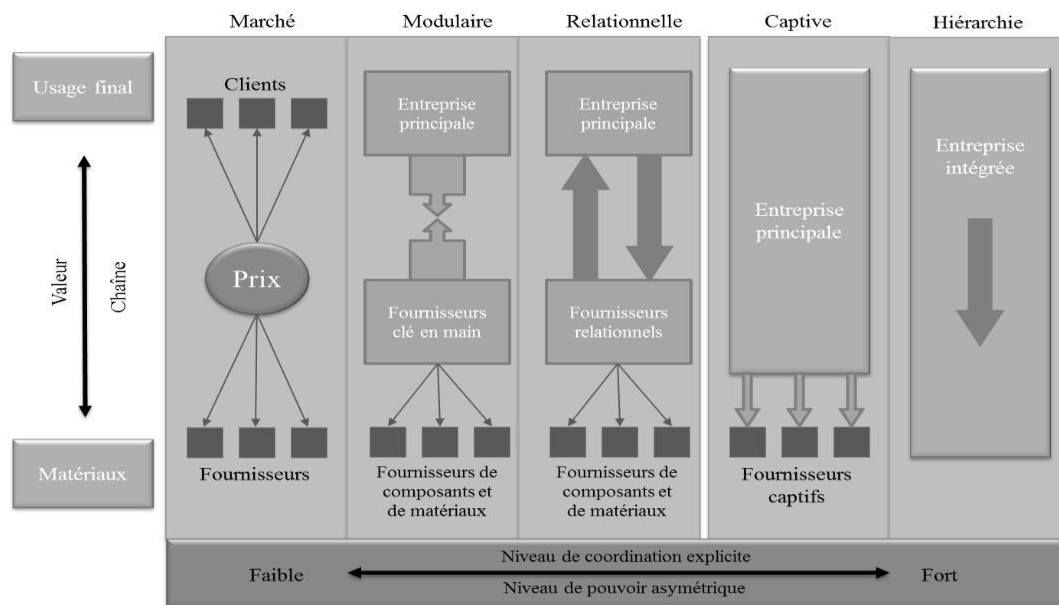 Marché
Modulaire
Relationnelle
Captive
Hiérarchie
Usage final
Valeur
Chaîne
Matériaux
Clients
Prix
Fournisseurs
Entreprise
principale
Fournisseurs
clé en main
Fournisseurs de
composants et
de matériaux
Entreprise
principale
Fournisseurs
relationnels
Fournisseurs de
composants et
de matériaux
Entreprise
principale
Fournisseurs
captifs
Entreprise
intégrée
Niveau de coordination explicite
Faible
Fort
Niveau de pouvoir asymétrique